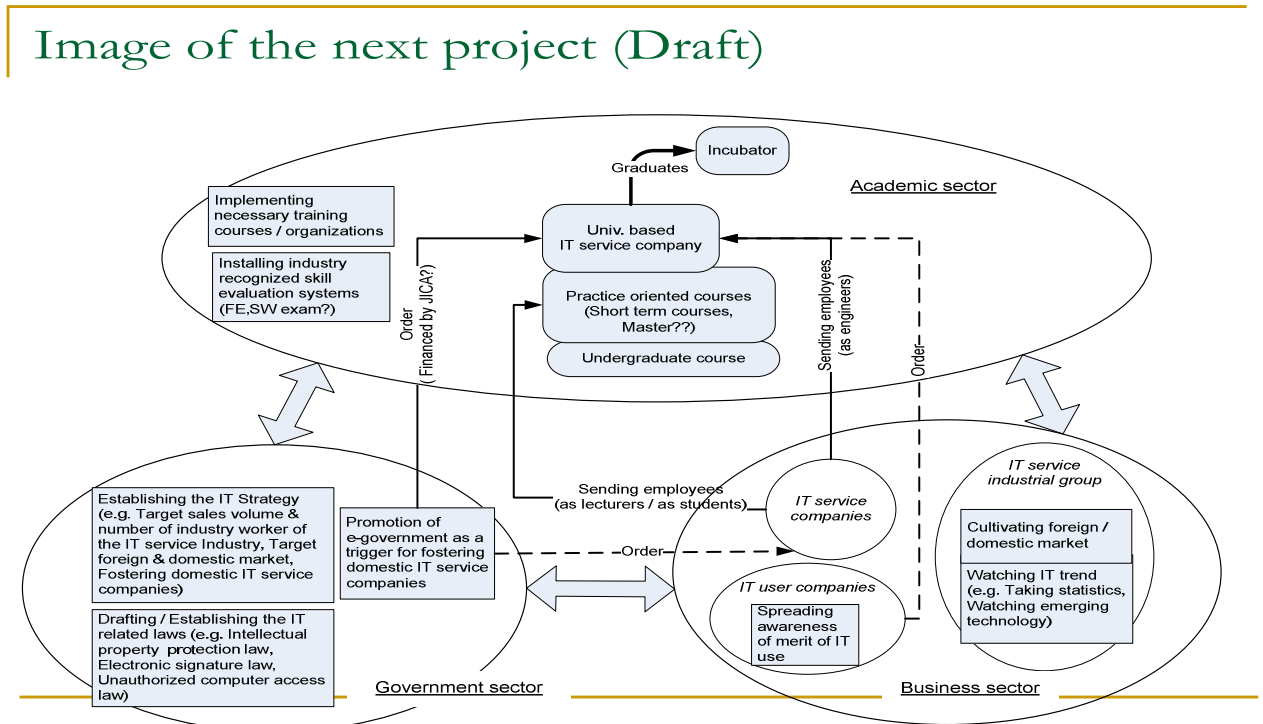 Image of the next project (Draft)
Incubator
Graduates
Academic sector
Implementing
necessary training
courses / organizations
Installing industry
recognized skill
evaluation systems
(FE,SW exam?)
Univ. based
IT service company
Practice oriented courses
(Short term courses,
Master??)
Undergraduate course
Order
( Financed by JICA?)
Sending employees
(as engineers)
Order
Establishing the IT Strategy
(e.g. Target sales volume &
number of industry worker of
the IT service Industry, Target
foreign & domestic market,
Fostering domestic IT service
companies)
Drafting / Establishing the IT
related laws (e.g. Intellectual
property protection law,
Electronic signature law,
Unauthorized computer access
law)
Promotion of
e-government as a
trigger for fostering
domestic IT service
companies
Government sector
Sending employees
(as lecturers / as students)
Order
IT service
companies
IT user companies
Spreading
awareness
of merit of IT
use
IT service
industrial group
Cultivating foreign /
domestic market
Watching IT trend
(e.g. Taking statistics,
Watching emerging
technology)
Business sector